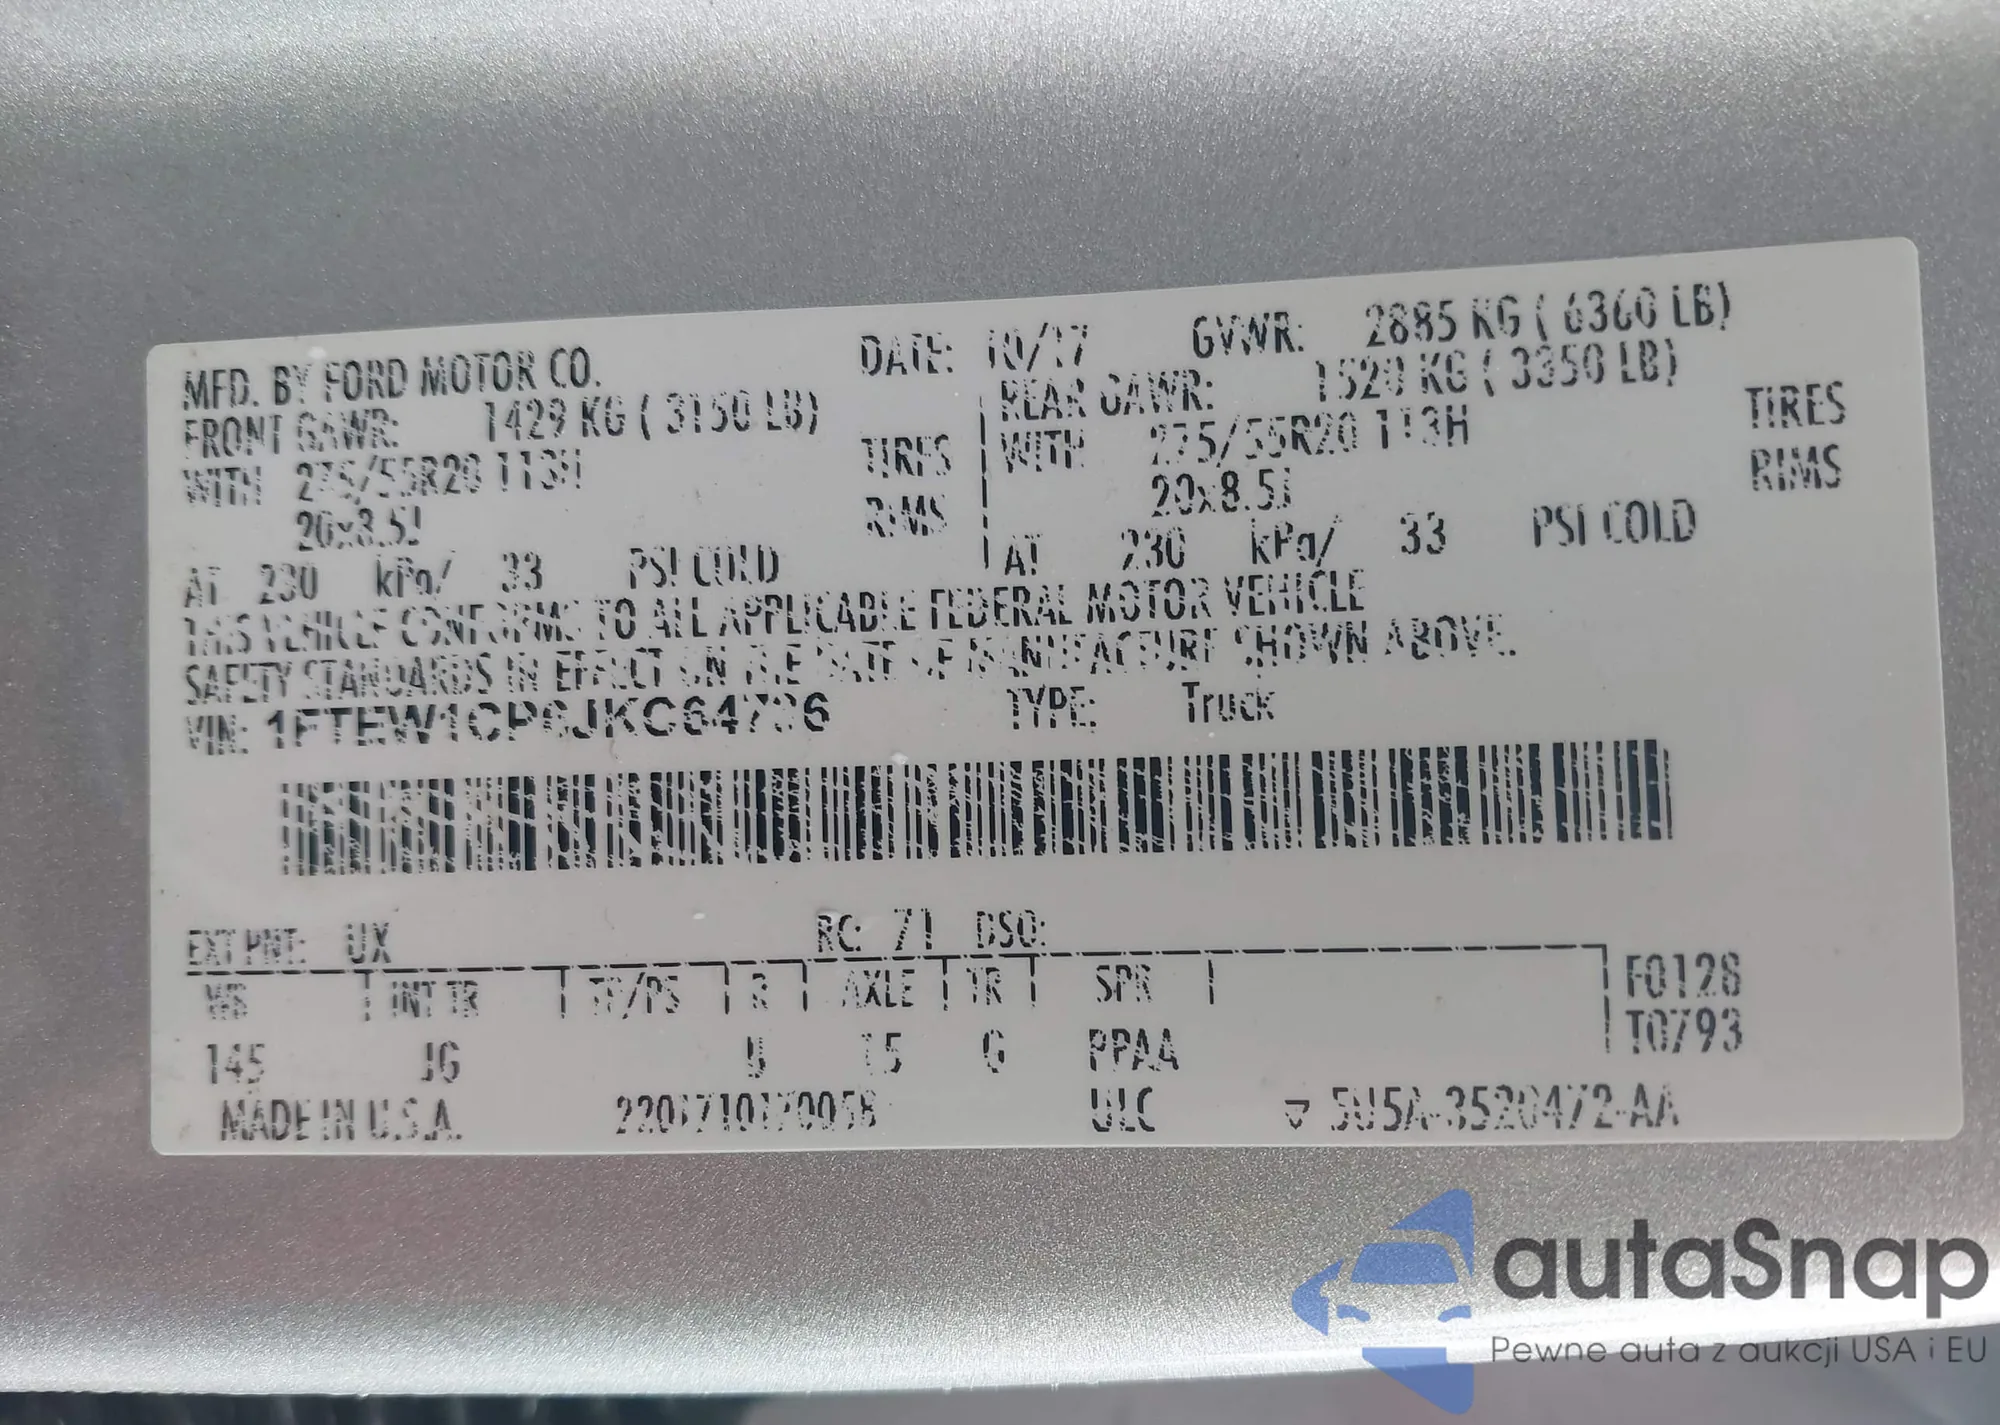 MFD. BY FORD MOTOR CO. DATE: 10/17 GVWR: 2885 KG ( 6360 LB)
FRONT GAWR: 1429 KG ( 3150 LB) REAR GAWR: 1520 KG ( 3350 LB)
WITH 275/55R20 113H TIRES WITH 275/55R20 113H TIRES
20x8.5J RIMS 20x8.5J RIMS
AT 230 kPa/ 33 PSI COLD AT 230 kPa/ 33 PSI COLD
THIS VEHICLE CONFORMS TO ALL APPLICABLE FEDERAL MOTOR VEHICLE
SAFETY STANDARDS IN EFFECT ON THE DATE OF MANUFACTURE SHOWN ABOVE.
VIN: 1FTEW1CP6JKC64736 TYPE: Truck
EXT PNT: UX RC: 71 DSO:
WB INT TR TP/PS R AXLE TR SPR F0128
145 JG U 15 G PPAA T0793
MADE IN U.S.A. 220171017005B ULC ▽ 5U5A-3520472-AA
autaSnap
Pewne auta z aukcji USA i EU